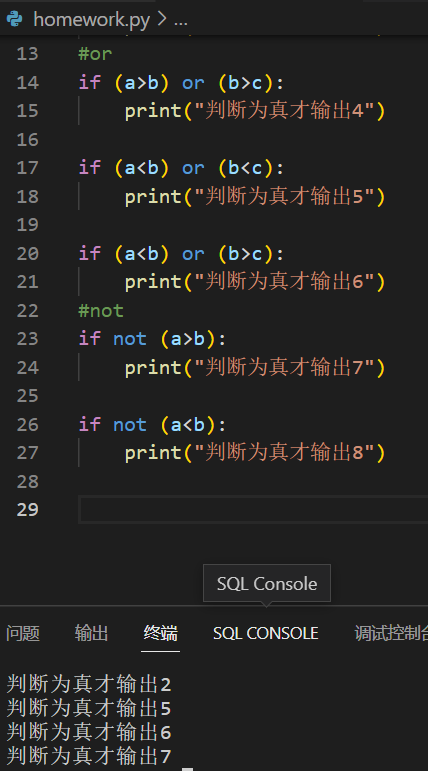 homework.py > ...
13 #or
14 if (a>b) or (b>c):
15 print("判断为真才输出4")
16
17 if (a<b) or (b<c):
18 print("判断为真才输出5")
19
20 if (a<b) or (b>c):
21 print("判断为真才输出6")
22 #not
23 if not (a>b):
24 print("判断为真才输出7")
25
26 if not (a<b):
27 print("判断为真才输出8")
28
29
SQL Console
问题 输出 终端 SQL CONSOLE 调试控制台
判断为真才输出2
判断为真才输出5
判断为真才输出6
判断为真才输出7